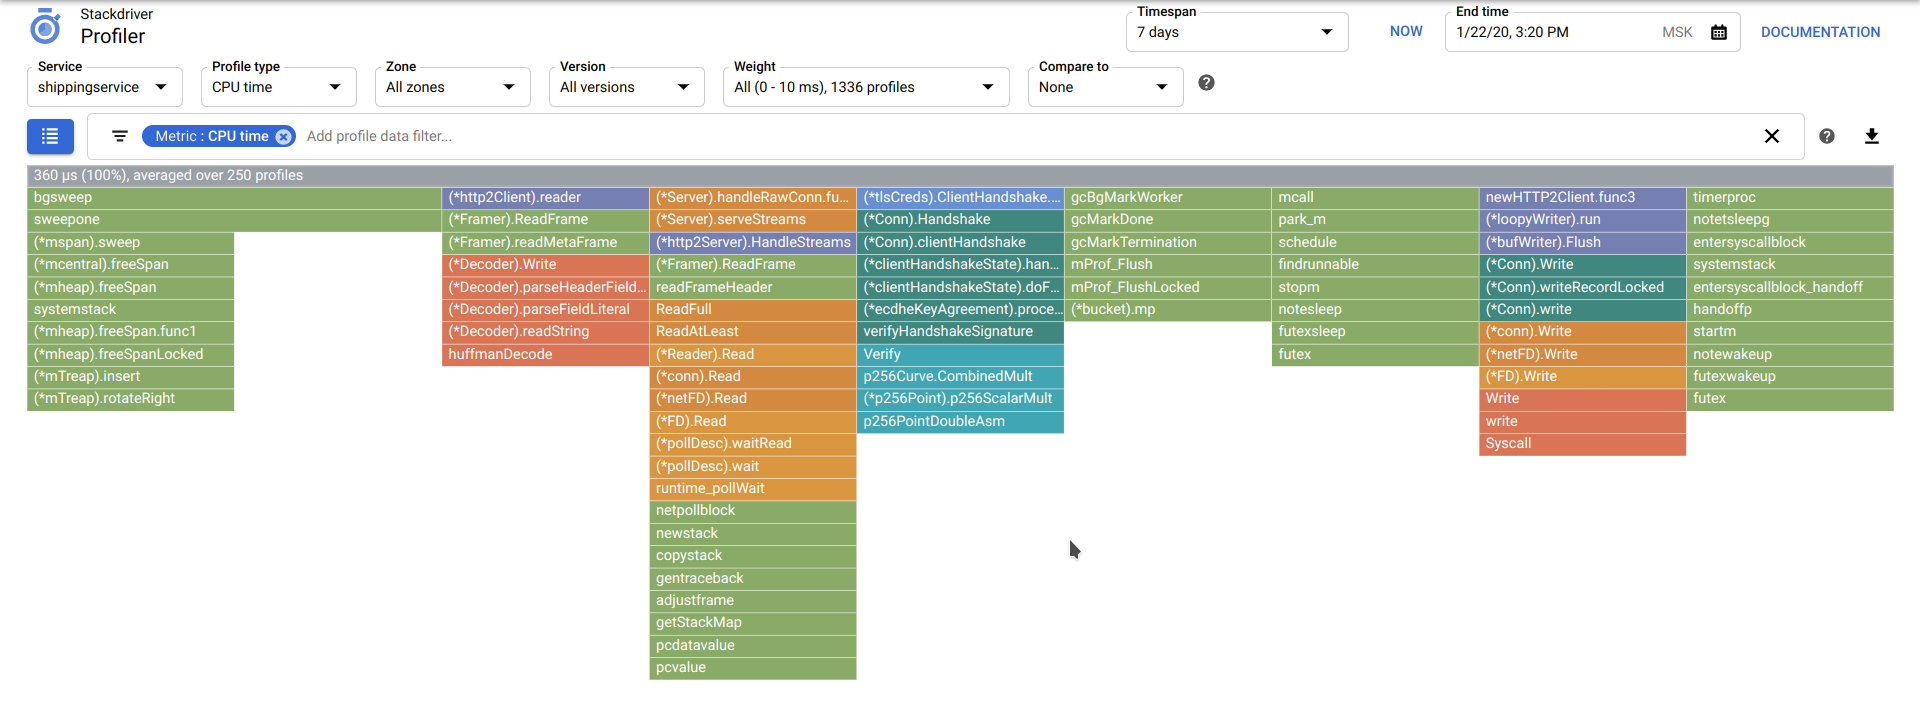 Stackdriver
Profiler
Timespan
7 days
NOW
End time
1/22/20, 3:20 PM MSK
DOCUMENTATION
Service
shippingservice
Profile type
CPU time
Zone
All zones
Version
All versions
Weight
All (0 - 10 ms), 1336 profiles
Compare to
None
Metric : CPU time
Add profile data filter...
360 µs (100%), averaged over 250 profiles
bgsweep
sweepone
(*mspan).sweep
(*mcentral).freeSpan
(*mheap).freeSpan
systemstack
(*mheap).freeSpan.func1
(*mheap).freeSpanLocked
(*mTreap).insert
(*mTreap).rotateRight
(*http2Client).reader
(*Framer).ReadFrame
(*Framer).readMetaFrame
(*Decoder).Write
(*Decoder).parseHeaderField...
(*Decoder).parseFieldLiteral
(*Decoder).readString
huffmanDecode
(*Server).handleRawConn.fu...
(*Server).serveStreams
(*http2Server).HandleStreams
(*Framer).ReadFrame
readFrameHeader
ReadFull
ReadAtLeast
(*Reader).Read
(*conn).Read
(*netFD).Read
(*FD).Read
(*pollDesc).waitRead
(*pollDesc).wait
runtime_pollWait
netpollblock
newstack
copystack
gentraceback
adjustframe
getStackMap
pcdatavalue
pcvalue
(*tlsCreds).ClientHandshake....
(*Conn).Handshake
(*Conn).clientHandshake
(*clientHandshakeState).han...
(*clientHandshakeState).doF...
(*ecdheKeyAgreement).proce...
verifyHandshakeSignature
Verify
p256Curve.CombinedMult
(*p256Point).p256ScalarMult
p256PointDoubleAsm
gcBgMarkWorker
gcMarkDone
gcMarkTermination
mProf_Flush
mProf_FlushLocked
(*bucket).mp
mcall
park_m
schedule
findrunnable
stopm
notesleep
futexsleep
futex
newHTTP2Client.func3
(*loopyWriter).run
(*bufWriter).Flush
(*Conn).Write
(*Conn).writeRecordLocked
(*Conn).write
(*conn).Write
(*netFD).Write
(*FD).Write
Write
write
Syscall
timerproc
notetsleepg
entersyscallblock
systemstack
entersyscallblock_handoff
handoffp
startm
notewakeup
futexwakeup
futex